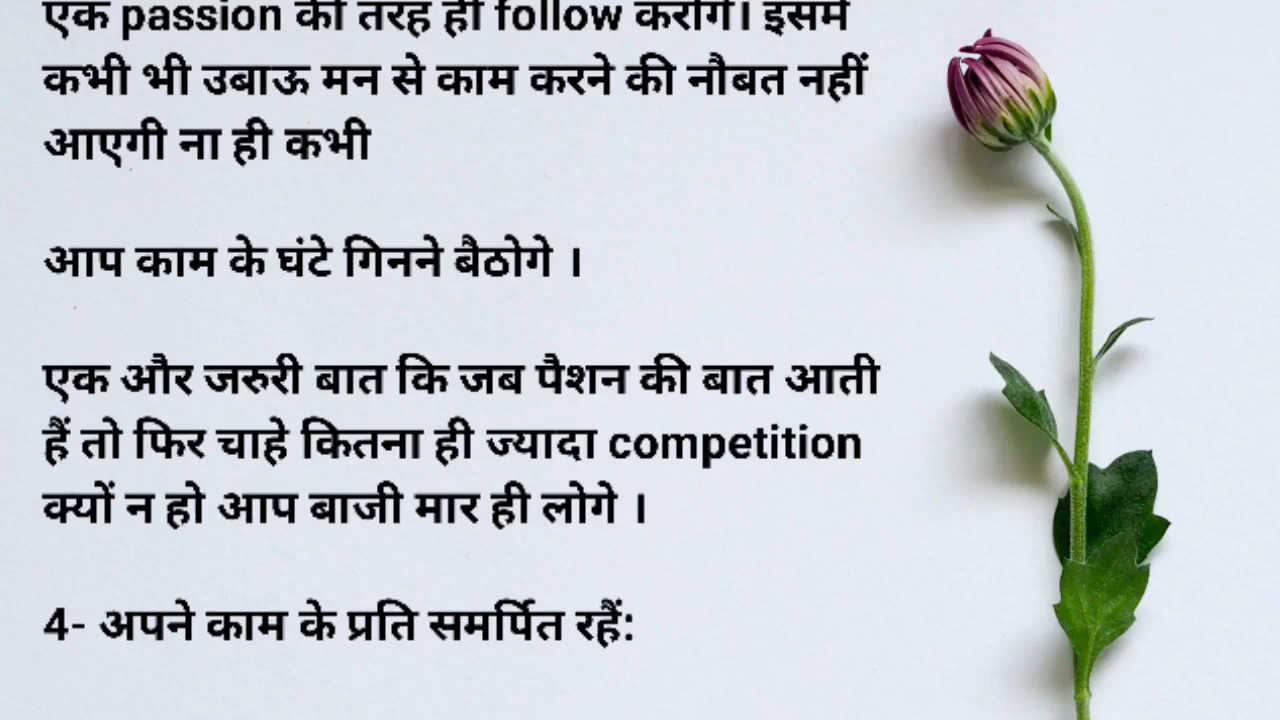 एक passion की तरह ही follow करोगे। इसमें
कभी भी उबाऊ मन से काम करने की नौबत नहीं
आएगी ना ही कभी
आप काम के घंटे गिनने बैठोगे ।
एक और जरुरी बात कि जब पैशन की बात आती
हैं तो फिर चाहे कितना ही ज्यादा competition
क्यों न हो आप बाजी मार ही लोगे ।
4- अपने काम के प्रति समर्पित रहैं: